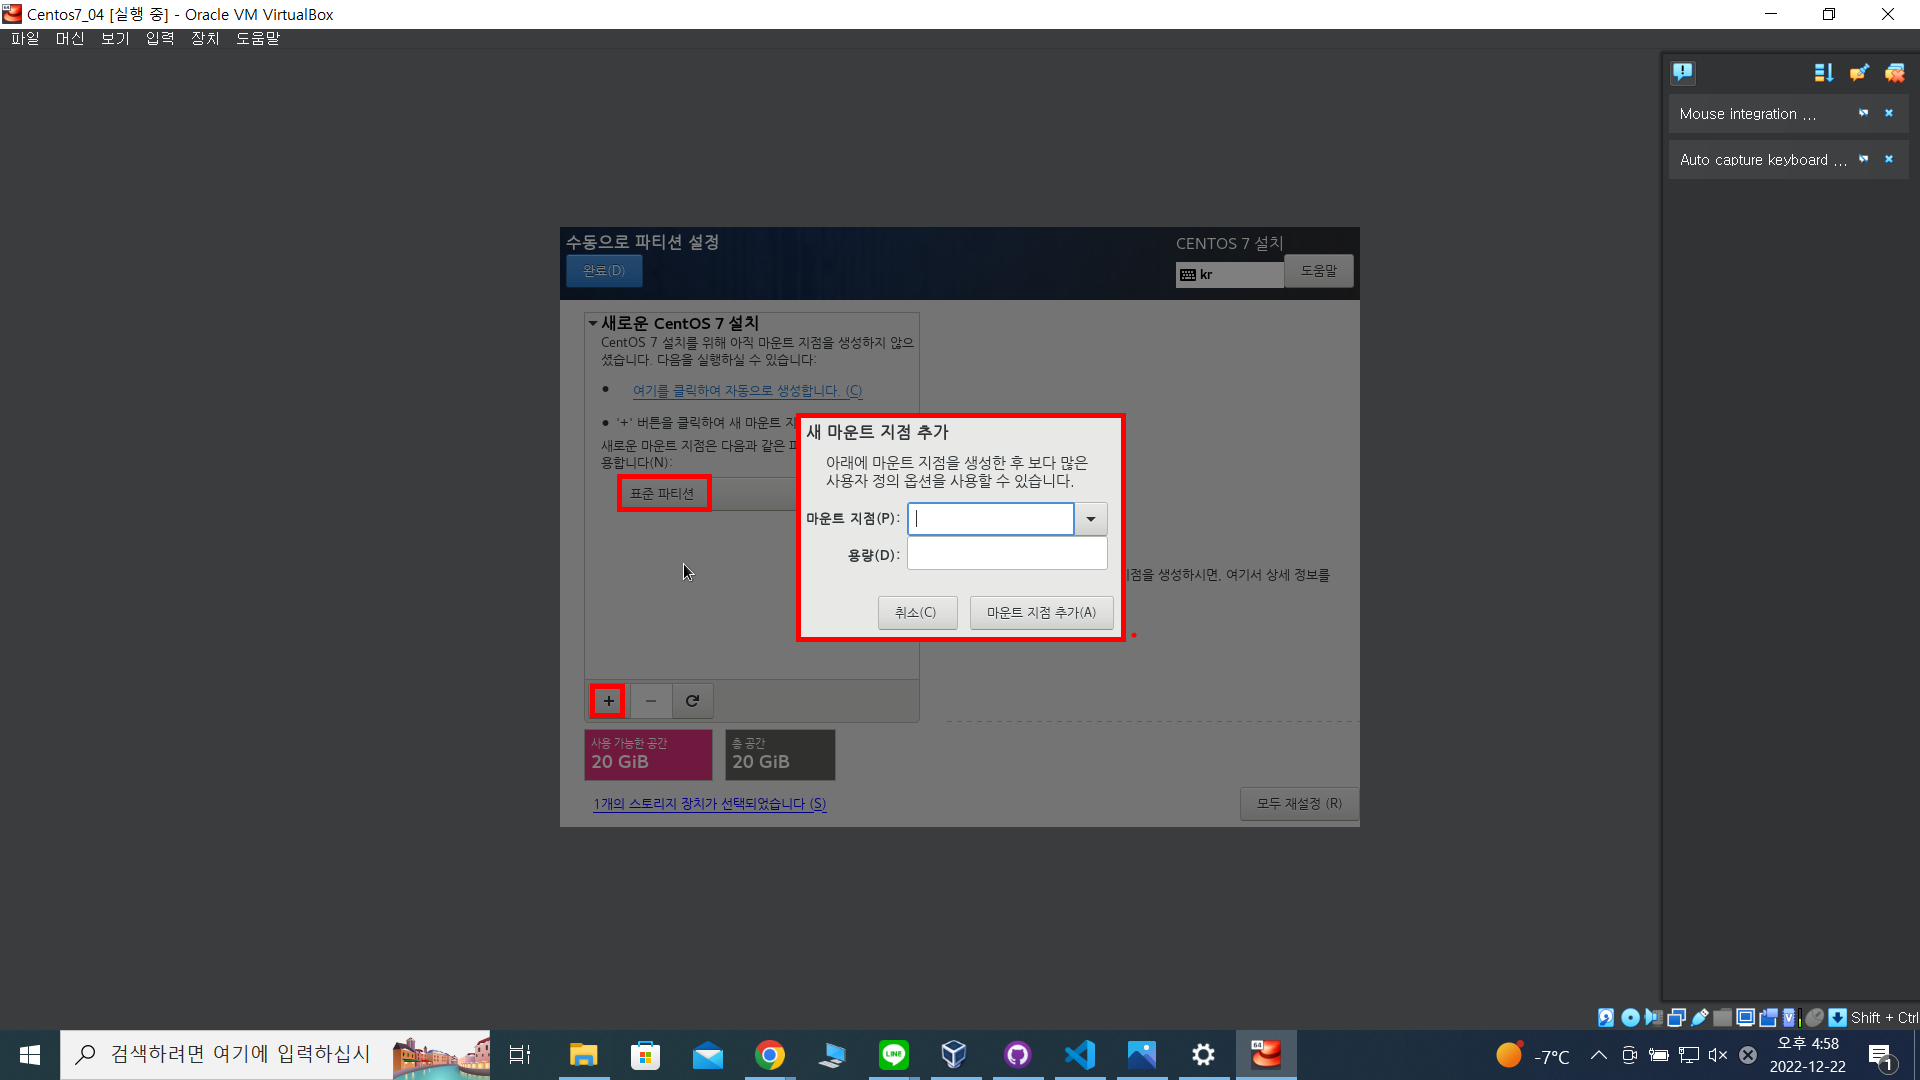 Centos7_04 [실행 중] - Oracle VM VirtualBox
파일 머신 보기 입력 장치 도움말
Mouse integration ...
Auto capture keyboard ...
수동으로 파티션 설정
CENTOS 7 설치
완료(D)
kr
도움말
새로운 CentOS 7 설치
CentOS 7 설치를 위해 아직 마운트 지점을 생성하지 않으
셨습니다. 다음을 실행하실 수 있습니다:
여기를 클릭하여 자동으로 생성합니다. (C)
'+' 버튼을 클릭하여 새 마운트 지
새로운 마운트 지점은 다음과 같은
용합니다(N):
표준 파티션
새 마운트 지점 추가
아래에 마운트 지점을 생성한 후 보다 많은
사용자 정의 옵션을 사용할 수 있습니다.
마운트 지점(P):
용량(D):
취소(C)
마운트 지점 추가(A)
지점을 생성하시면, 여기서 상세 정보를
+ −
사용 가능한 공간
20 GiB
총 공간
20 GiB
1개의 스토리지 장치가 선택되었습니다 (S)
모두 재설정 (R)
Shift + Ctrl
검색하려면 여기에 입력하십시
LINE
64
-7°C
오후 4:58
2022-12-22
1